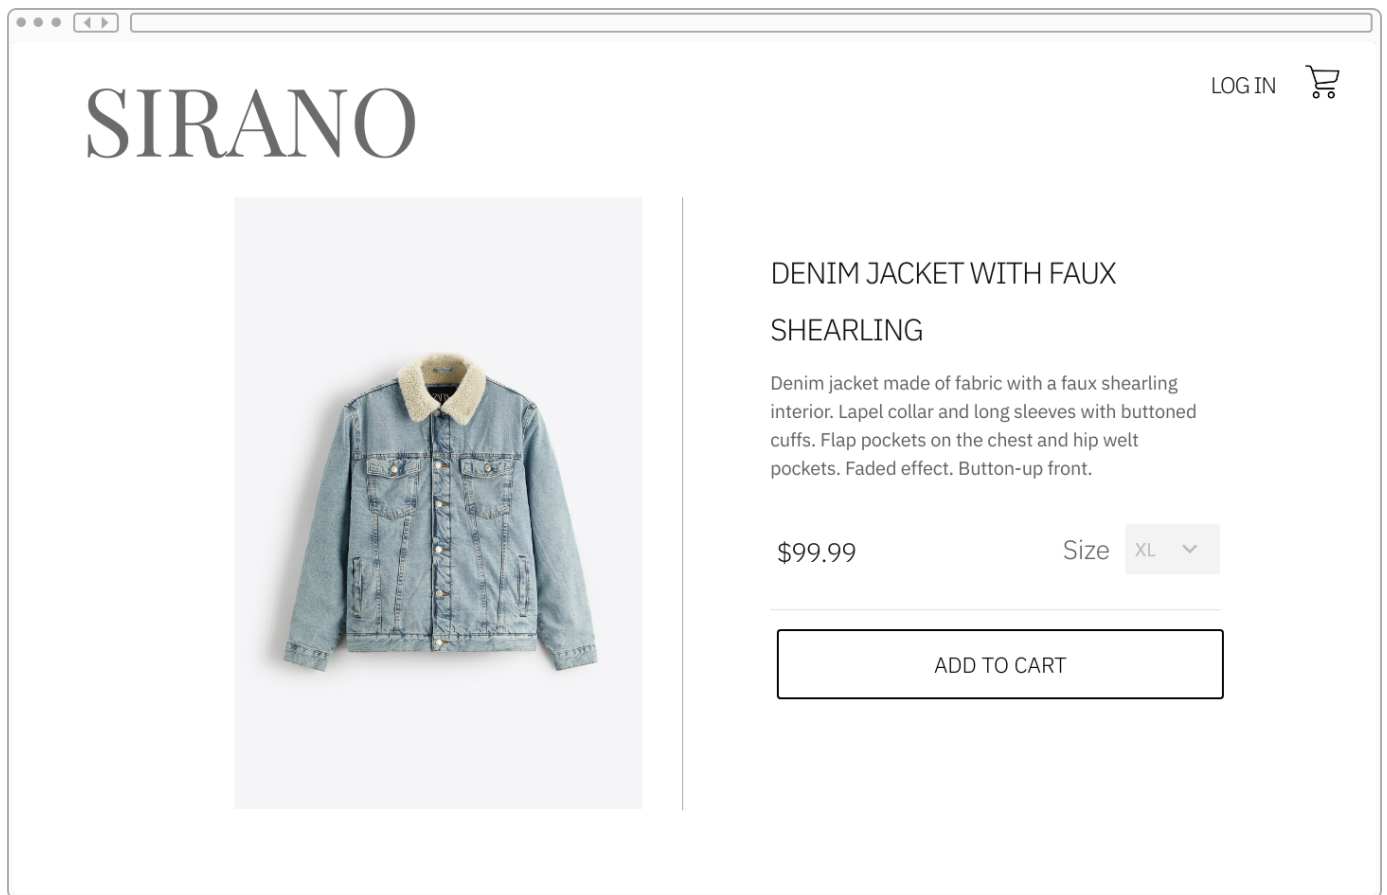 SIRANO
LOG IN
DENIM JACKET WITH FAUX
SHEARLING
Denim jacket made of fabric with a faux shearling
interior. Lapel collar and long sleeves with buttoned
cuffs. Flap pockets on the chest and hip welt
pockets. Faded effect. Button-up front.
$99.99
Size
XL
ADD TO CART